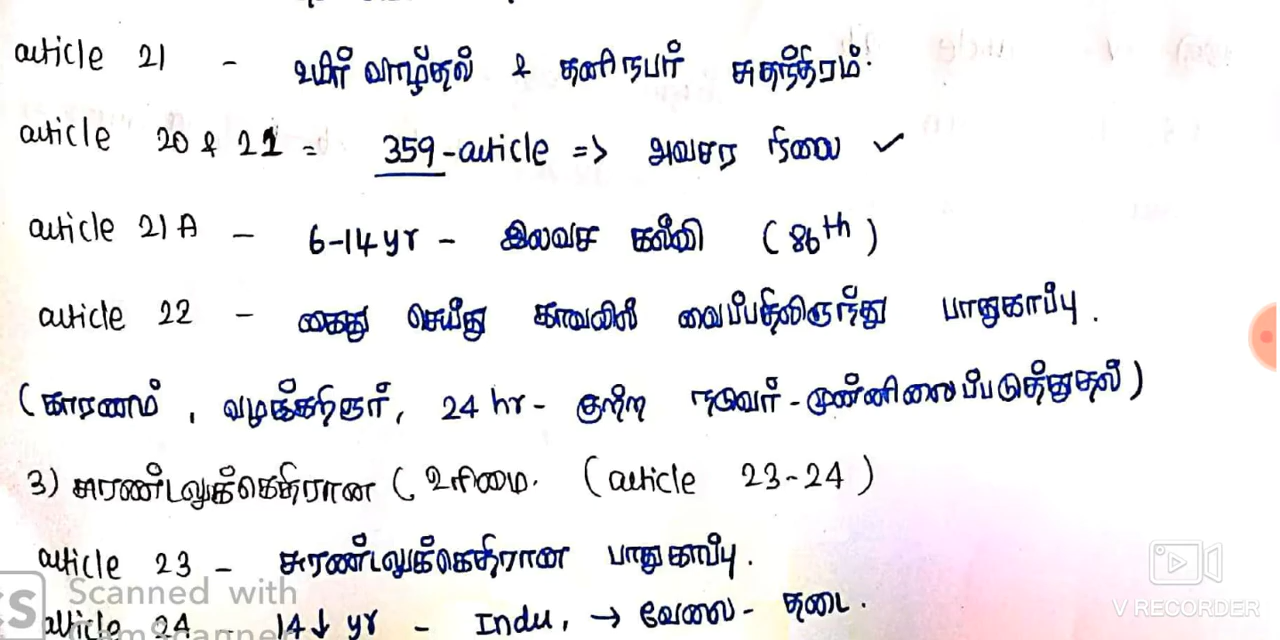 article 21 - உயிர் வாழ்தல் & தனிநபர் சுதந்திரம்.
article 20 & 21 = 359-article => அவசர நிலை ✓
article 21A - 6-14 yr - இலவச கல்வி (86th)
article 22 - கைது செய்து காவலில் வைப்பதிலிருந்து பாதுகாப்பு.
(காரணம், வழக்கறிஞர், 24 hr - குற்ற நடுவர் - முன்னிலைப்படுத்துதல்)
3) சுரண்டலுக்கெதிரான ( உரிமை. (article 23-24)
article 23 - சுரண்டலுக்கெதிரான பாதுகாப்பு.
article 24 - 14↓ yr - Indu, → வேலை - தடை.
Scanned with
CamScanner
V RECORDER